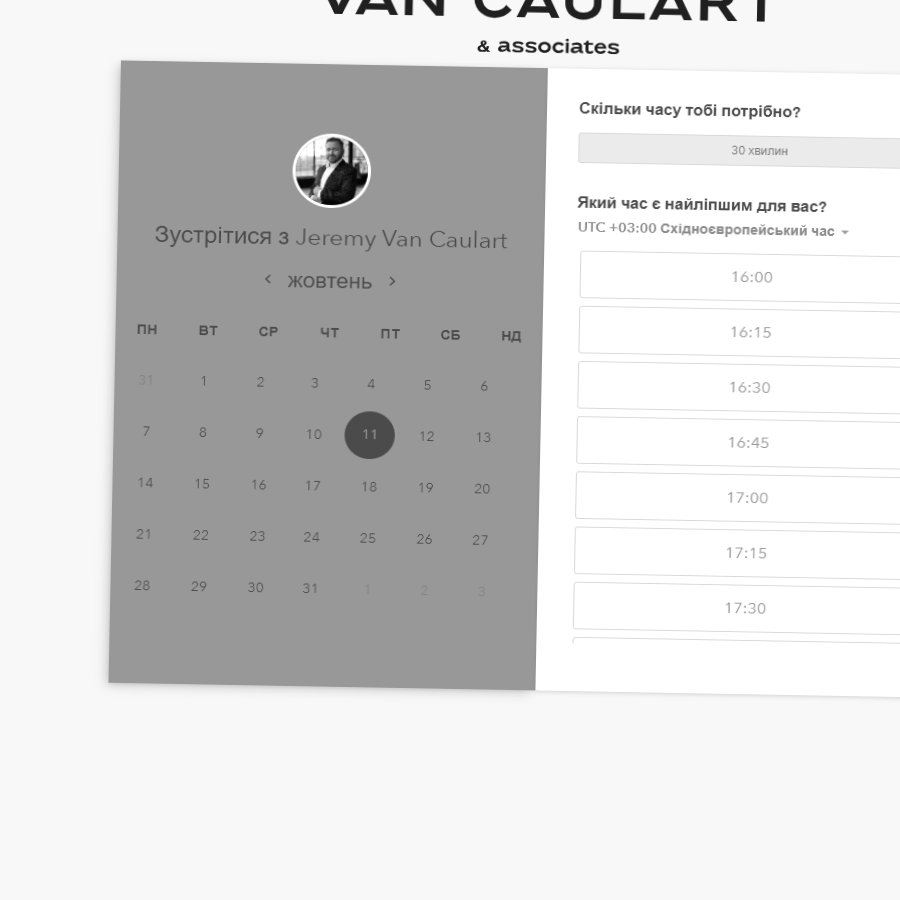 VAN CAULART
& associates
Зустрітися з Jeremy Van Caulart
жовтень
ПН ВТ СР ЧТ ПТ СБ НД
31 1 2 3 4 5 6
7 8 9 10 11 12 13
14 15 16 17 18 19 20
21 22 23 24 25 26 27
28 29 30 31 1 2 3
Скільки часу тобі потрібно?
30 хвилин
Який час є найліпшим для вас?
UTC +03:00 Східноєвропейський час
16:00
16:15
16:30
16:45
17:00
17:15
17:30